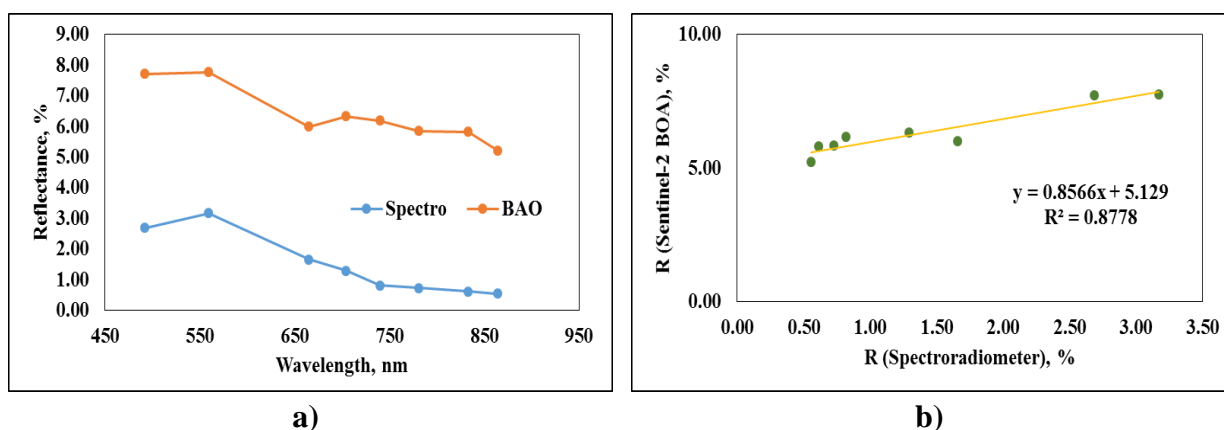 9.00
8.00
7.00
6.00
5.00
4.00
3.00
2.00
1.00
0.00
Reflectance, %
Spectro BAO
450 550 650 750 850 950
Wavelength, nm
a)
10.00
5.00
0.00
R (Sentinel-2 BOA), %
y = 0.8566x + 5.129
R² = 0.8778
0.00 0.50 1.00 1.50 2.00 2.50 3.00 3.50
R (Spectroradiometer), %
b)